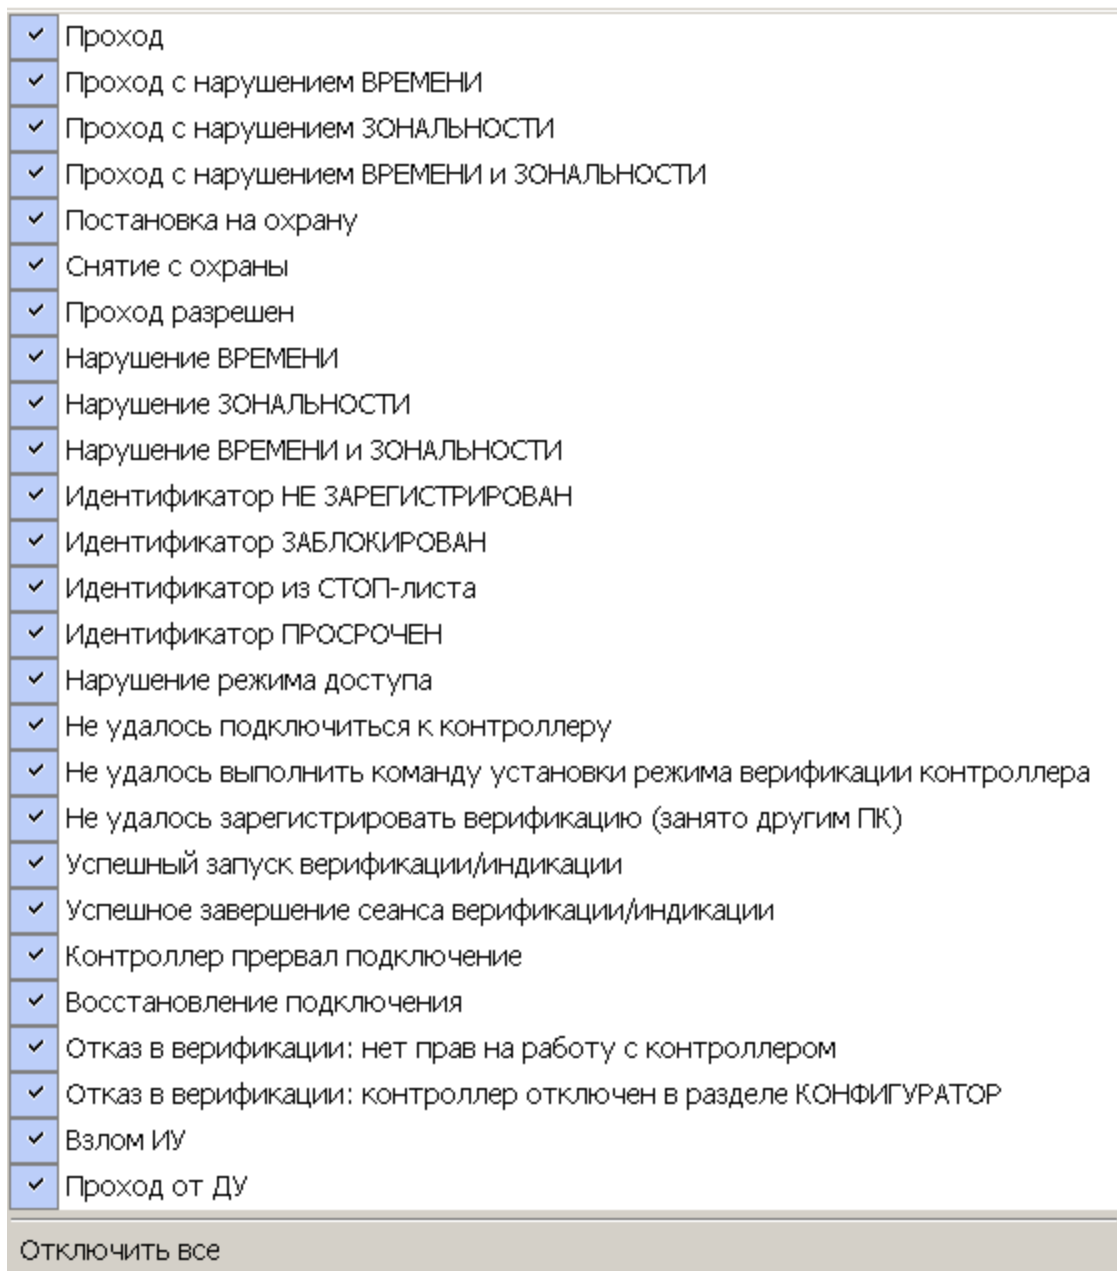 Проход
Проход с нарушением ВРЕМЕНИ
Проход с нарушением ЗОНАЛЬНОСТИ
Проход с нарушением ВРЕМЕНИ и ЗОНАЛЬНОСТИ
Постановка на охрану
Снятие с охраны
Проход разрешен
Нарушение ВРЕМЕНИ
Нарушение ЗОНАЛЬНОСТИ
Нарушение ВРЕМЕНИ и ЗОНАЛЬНОСТИ
Идентификатор НЕ ЗАРЕГИСТРИРОВАН
Идентификатор ЗАБЛОКИРОВАН
Идентификатор из СТОП-листа
Идентификатор ПРОСРОЧЕН
Нарушение режима доступа
Не удалось подключиться к контроллеру
Не удалось выполнить команду установки режима верификации контроллера
Не удалось зарегистрировать верификацию (занято другим ПК)
Успешный запуск верификации/индикации
Успешное завершение сеанса верификации/индикации
Контроллер прервал подключение
Восстановление подключения
Отказ в верификации: нет прав на работу с контроллером
Отказ в верификации: контроллер отключен в разделе КОНФИГУРАТОР
Взлом ИУ
Проход от ДУ
Отключить все